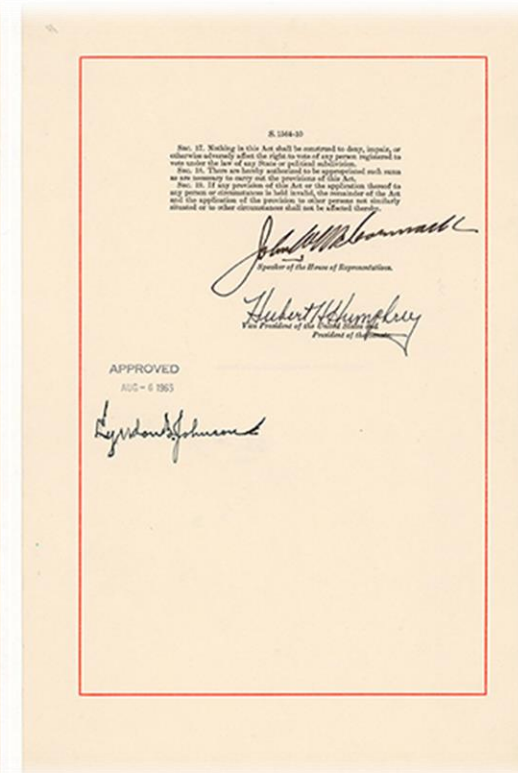 S. 1564-10
Sec. 17. Nothing in this Act shall be construed to deny, impair, or
otherwise adversely affect the right to vote of any person registered to
vote under the law of any State or political subdivision.
Sec. 18. There are hereby authorized to be appropriated such sums
as are necessary to carry out the provisions of this Act.
Sec. 19. If any provision of this Act or the application thereof to
any person or circumstances is held invalid, the remainder of the Act
and the application of the provision to other persons not similarly
situated or to other circumstances shall not be affected thereby.
John W. McCormack
Speaker of the House of Representatives.
Hubert H Humphrey
Vice President of the United States and
President of the Senate.
APPROVED
AUG - 6 1965
Lyndon B. Johnson